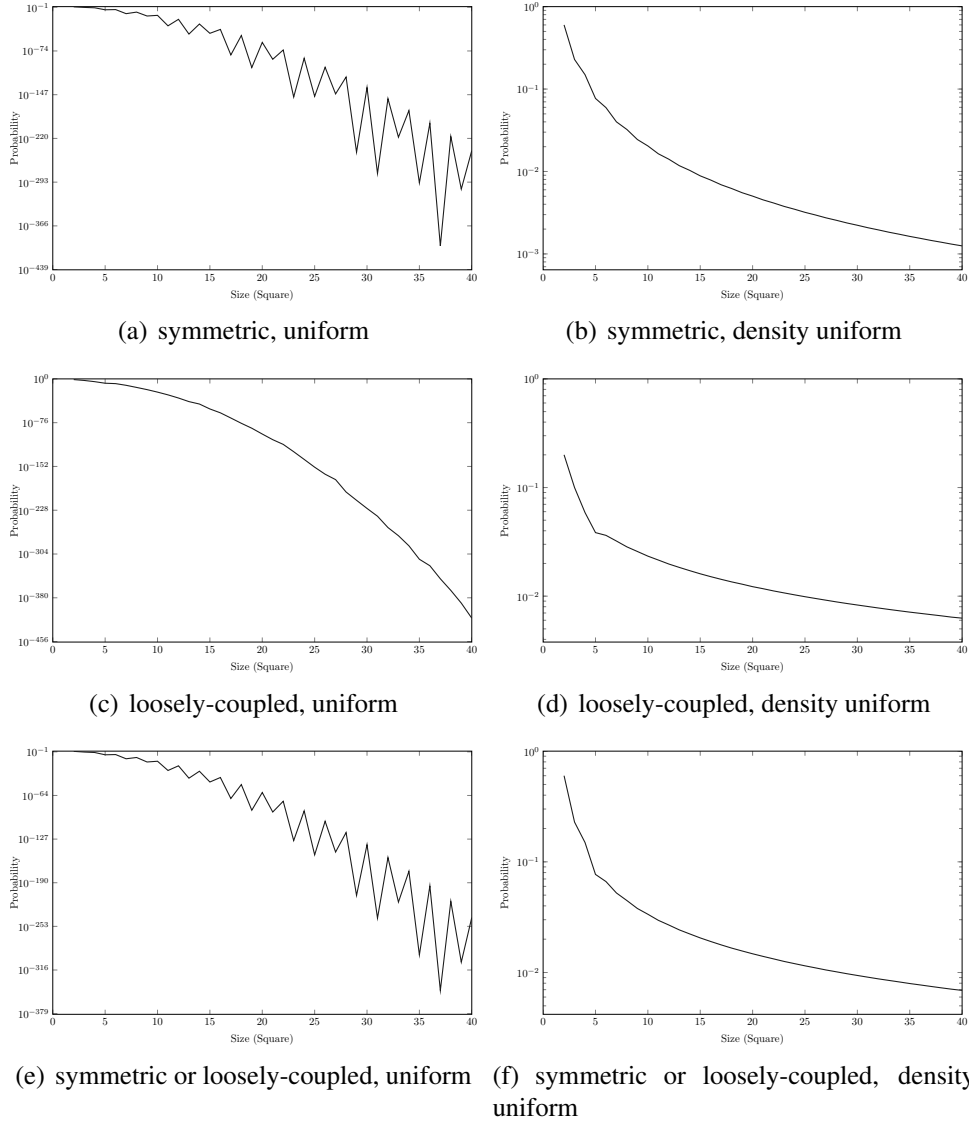 10^-1
10^-74
10^-147
10^-220
10^-293
10^-366
10^-439
Probability
0 5 10 15 20 25 30 35 40
Size (Square)
(a) symmetric, uniform
10^0
10^-1
10^-2
10^-3
Probability
0 5 10 15 20 25 30 35 40
Size (Square)
(b) symmetric, density uniform
10^0
10^-76
10^-152
10^-228
10^-304
10^-380
10^-456
Probability
0 5 10 15 20 25 30 35 40
Size (Square)
(c) loosely-coupled, uniform
10^0
10^-1
10^-2
Probability
0 5 10 15 20 25 30 35 40
Size (Square)
(d) loosely-coupled, density uniform
10^-1
10^-64
10^-127
10^-190
10^-253
10^-316
10^-379
Probability
0 5 10 15 20 25 30 35 40
Size (Square)
(e) symmetric or loosely-coupled, uniform
10^0
10^-1
10^-2
Probability
0 5 10 15 20 25 30 35 40
Size (Square)
(f) symmetric or loosely-coupled, density
uniform